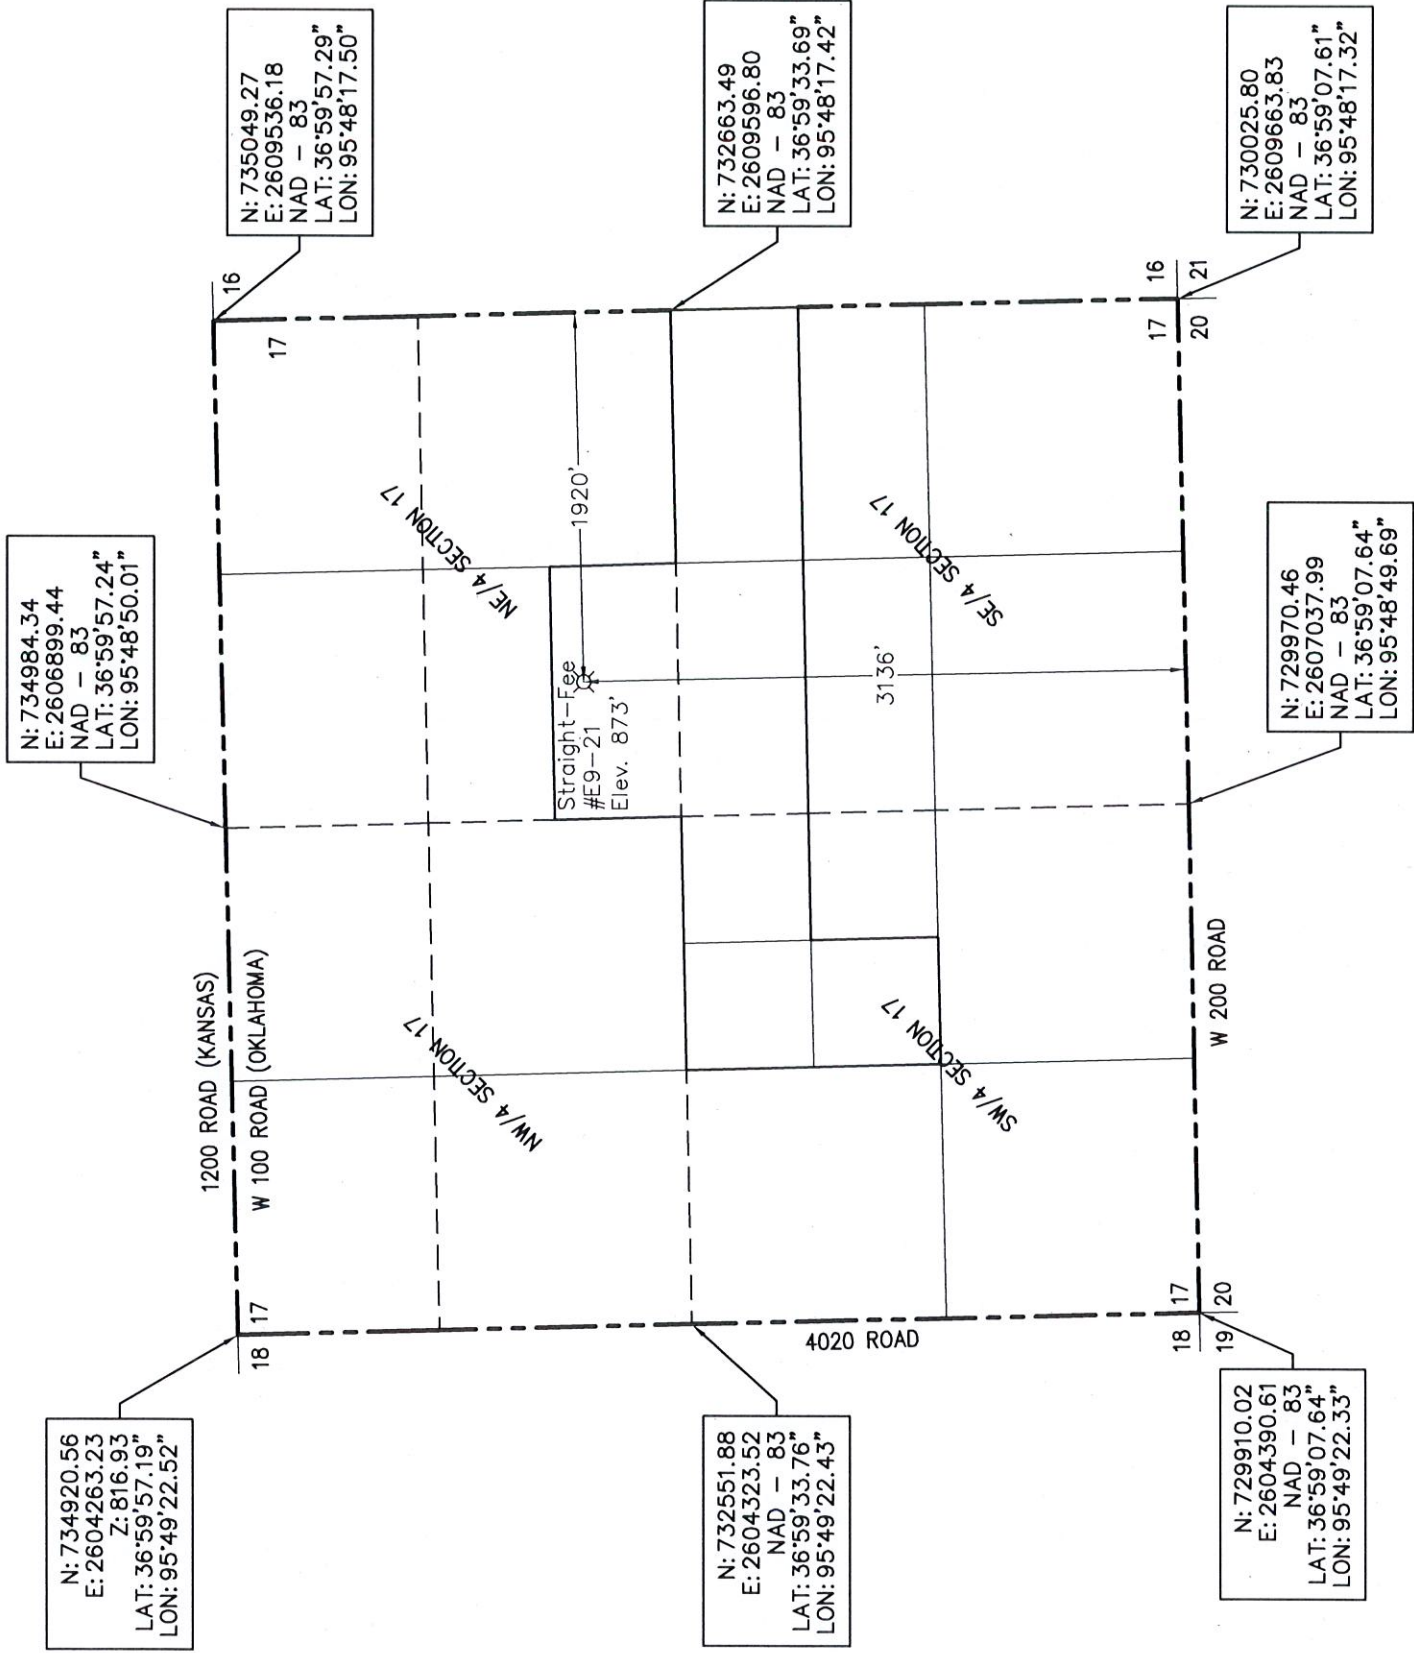 N: 734984.34
E: 2606899.44
NAD - 83
LAT: 36°59'57.24"
LON: 95°48'50.01"
N: 734920.56
E: 2604263.23
Z: 816.93
LAT: 36°59'57.19"
LON: 95°49'22.52"
N: 735049.27
E: 2609536.18
NAD - 83
LAT: 36°59'57.29"
LON: 95°48'17.50"
1200 ROAD (KANSAS)
W 100 ROAD (OKLAHOMA)
18
17
17
16
NW/4 SECTION 17
NE/4 SECTION 17
Straight-Fee
#E9-21
Elev. 873'
1920'
N: 732551.88
E: 2604323.52
NAD - 83
LAT: 36°59'33.76"
LON: 95°49'22.43"
N: 732663.49
E: 2609596.80
NAD - 83
LAT: 36°59'33.69"
LON: 95°48'17.42"
4020 ROAD
3136'
SW/4 SECTION 17
SE/4 SECTION 17
18
17
19
20
17
16
20
21
W 200 ROAD
N: 729910.02
E: 2604390.61
NAD - 83
LAT: 36°59'07.64"
LON: 95°49'22.33"
N: 729970.46
E: 2607037.99
NAD - 83
LAT: 36°59'07.64"
LON: 95°48'49.69"
N: 730025.80
E: 2609663.83
NAD - 83
LAT: 36°59'07.61"
LON: 95°48'17.32"